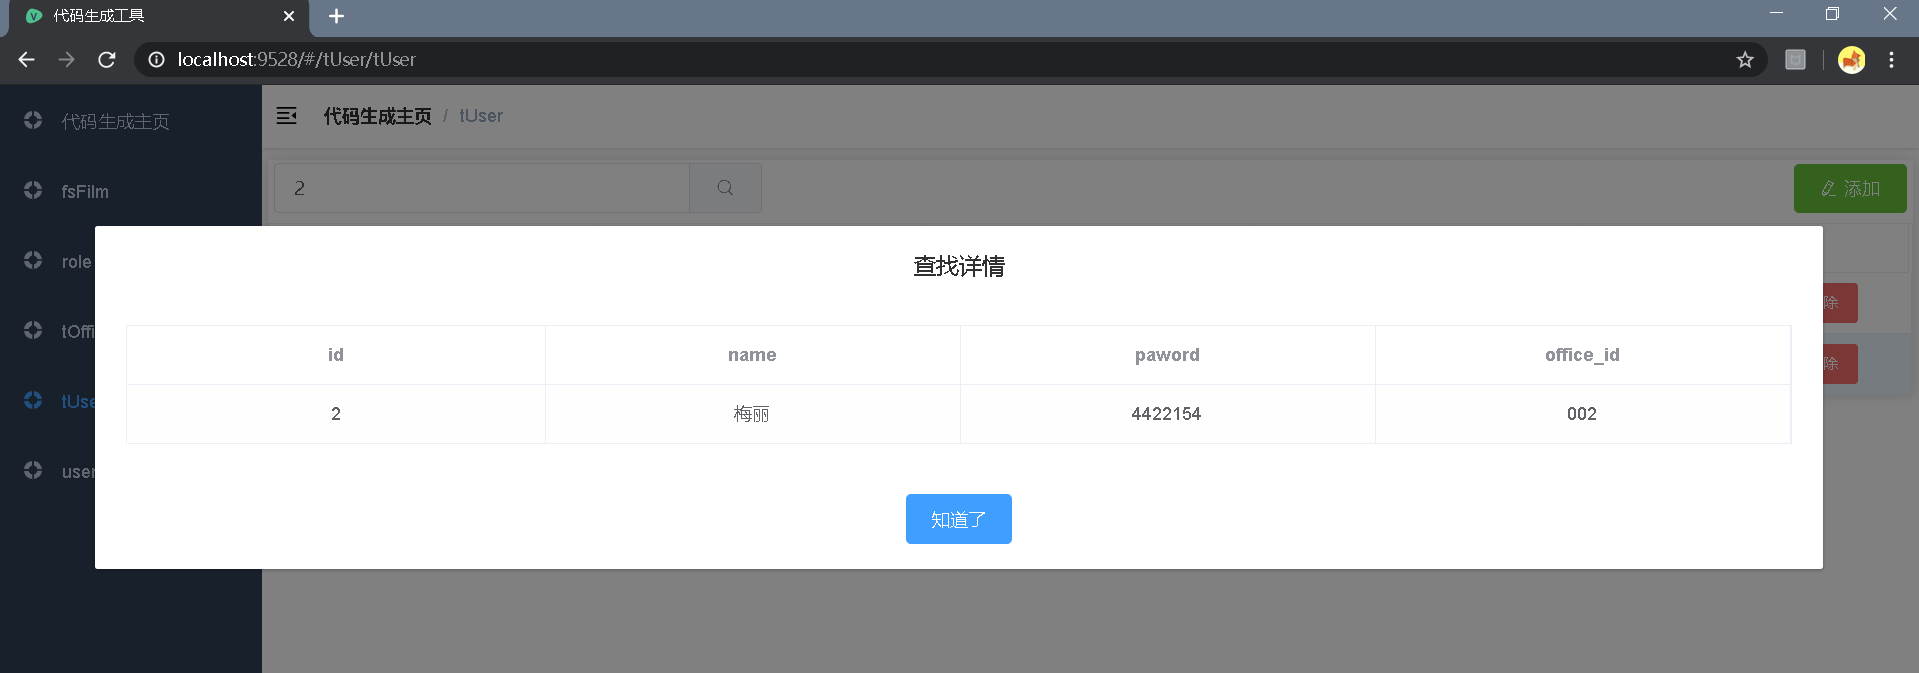 代码生成工具
localhost:9528/#/tUser/tUser
代码生成主页
fsFilm
role
tOffi
tUse
user
代码生成主页 / tUser
2
添加
除
除
查找详情
id name paword office_id
2 梅丽 4422154 002
知道了